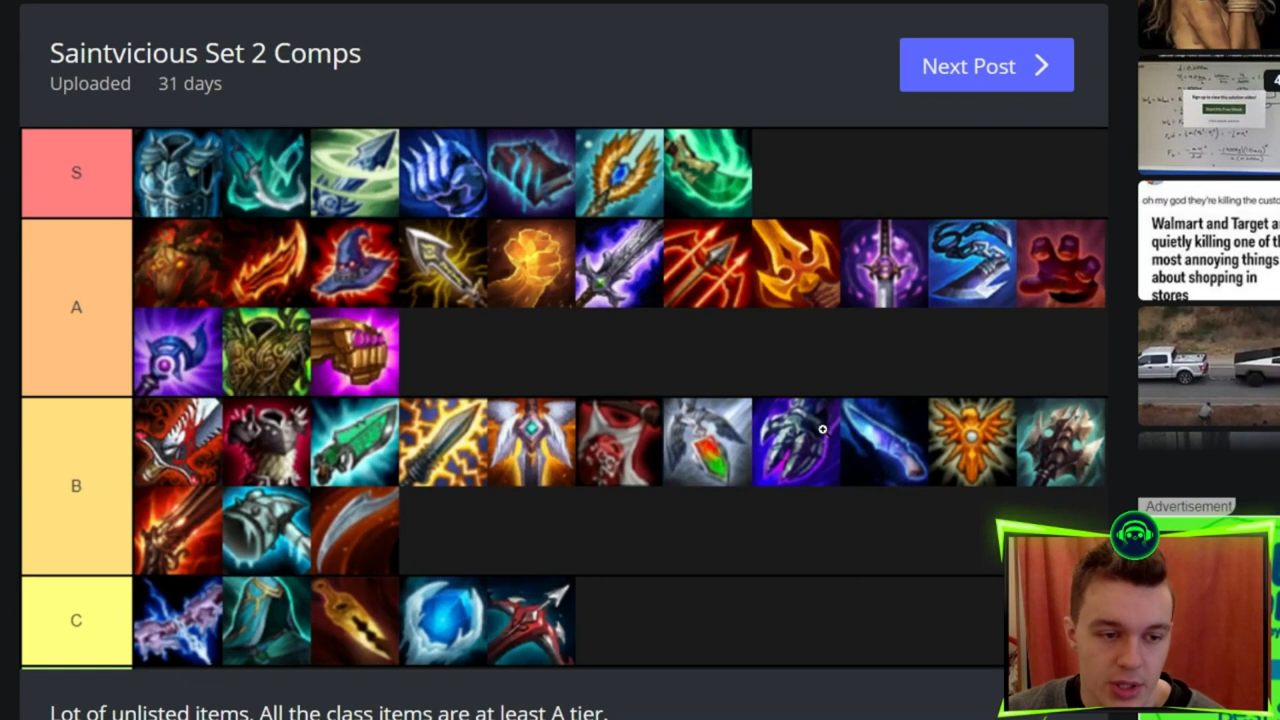 Saintvicious Set 2 Comps
Uploaded 31 days
Next Post
S
A
B
C
Lot of unlisted items. All the class items are at least A tier.
oh my god they're killing the custo
Walmart and Target a
quietly killing one of th
most annoying things
about shopping in
stores
Advertisement